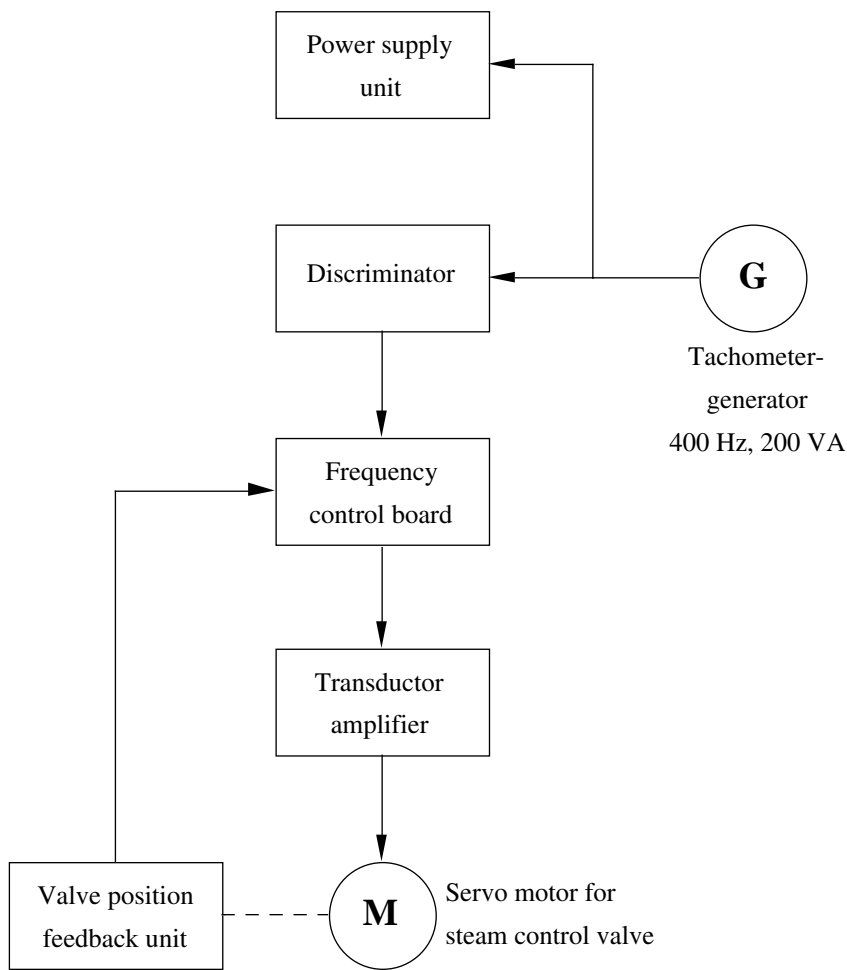 Power supply
unit
Discriminator
G
Tachometer-
generator
400 Hz, 200 VA
Frequency
control board
Transductor
amplifier
Valve position
feedback unit
M
Servo motor for
steam control valve